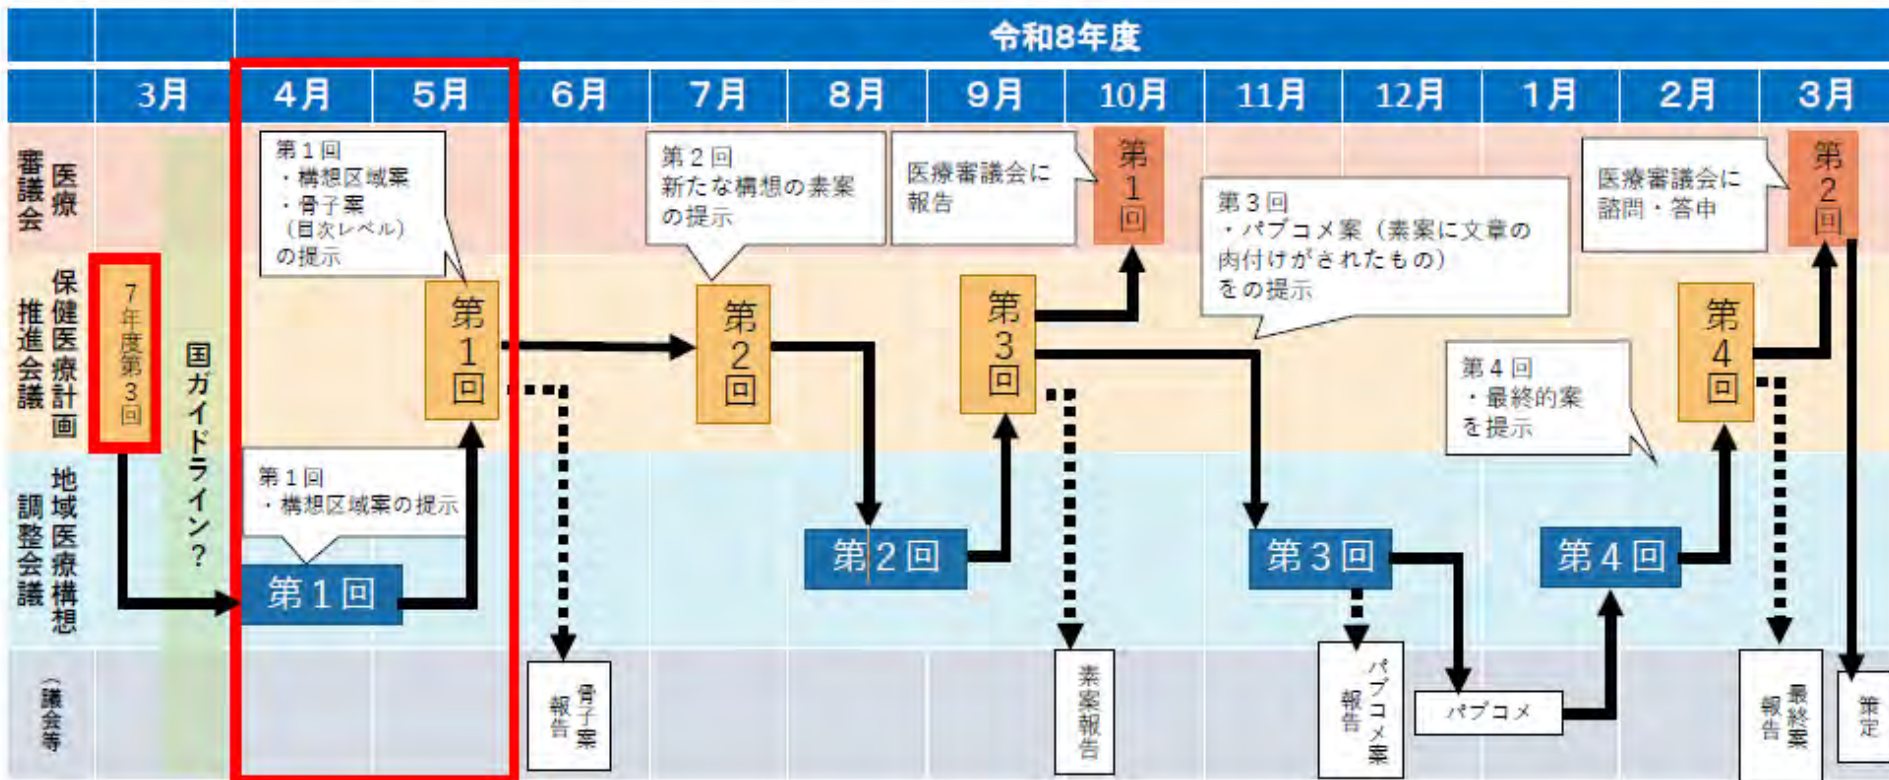 令和8年度
3月 4月 5月 6月 7月 8月 9月 10月 11月 12月 1月 2月 3月
医療
審議会
第1回
・構想区域案
・骨子案
（目次レベル）
の提示
第2回
新たな構想の素案
の提示
医療審議会に
報告
第1回
第3回
・パブコメ案（素案に文章の
肉付けがされたもの）
をの提示
医療審議会に
諮問・答申
第2回
保健医療計画
推進会議
7年度第3回
国ガイドライン？
第1回
第2回
第3回
第4回
・最終的案
を提示
第4回
地域医療構想
調整会議
第1回
・構想区域案の提示
第1回
第2回
第3回
第4回
（議会等
骨子案
報告
素案報告
パブコメ案
報告
パブコメ
最終案
報告
策定